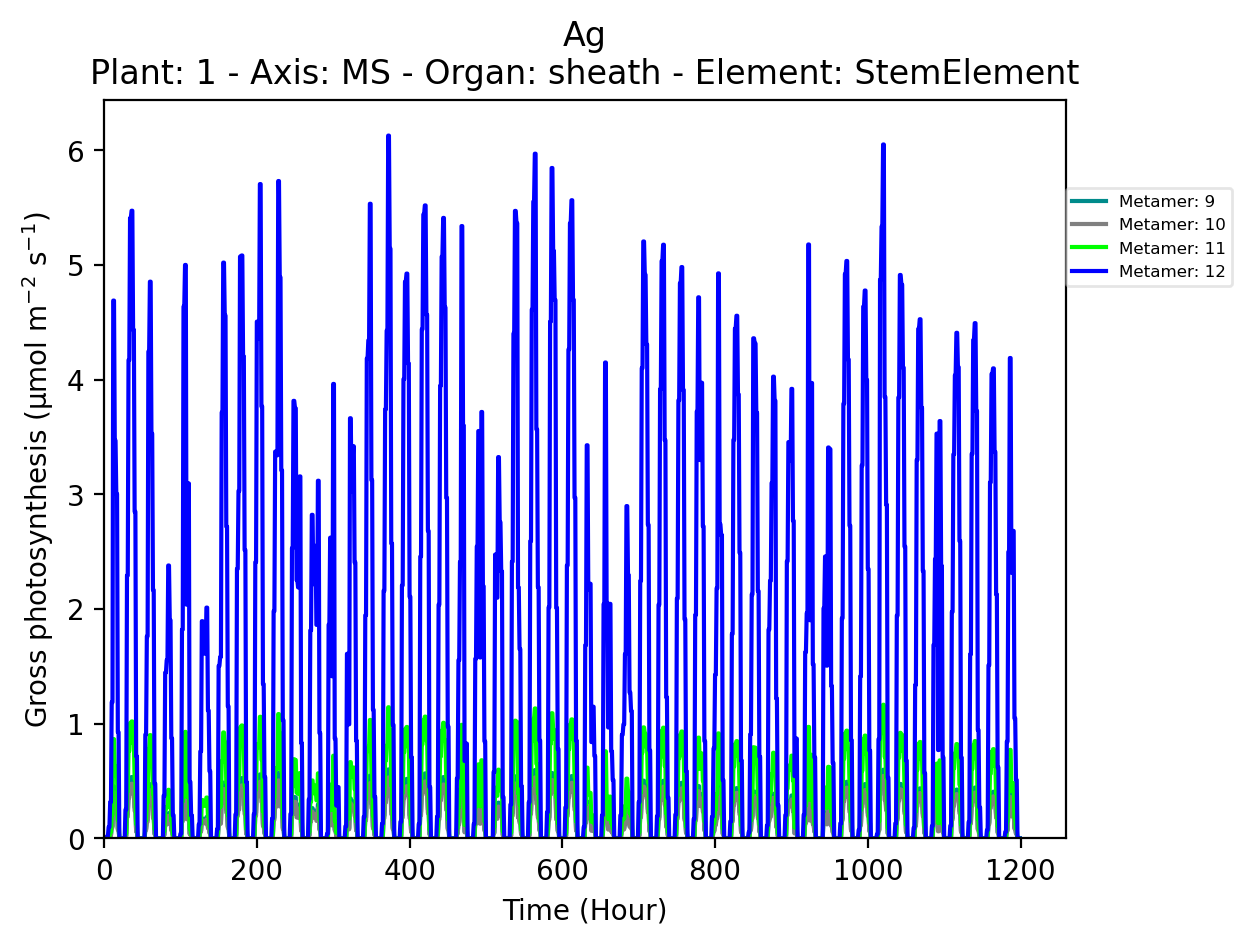 Ag
Plant: 1 - Axis: MS - Organ: sheath - Element: StemElement
Gross photosynthesis (µmol m⁻² s⁻¹)
6
5
4
3
2
1
0
0 200 400 600 800 1000 1200
Time (Hour)
Metamer: 9
Metamer: 10
Metamer: 11
Metamer: 12